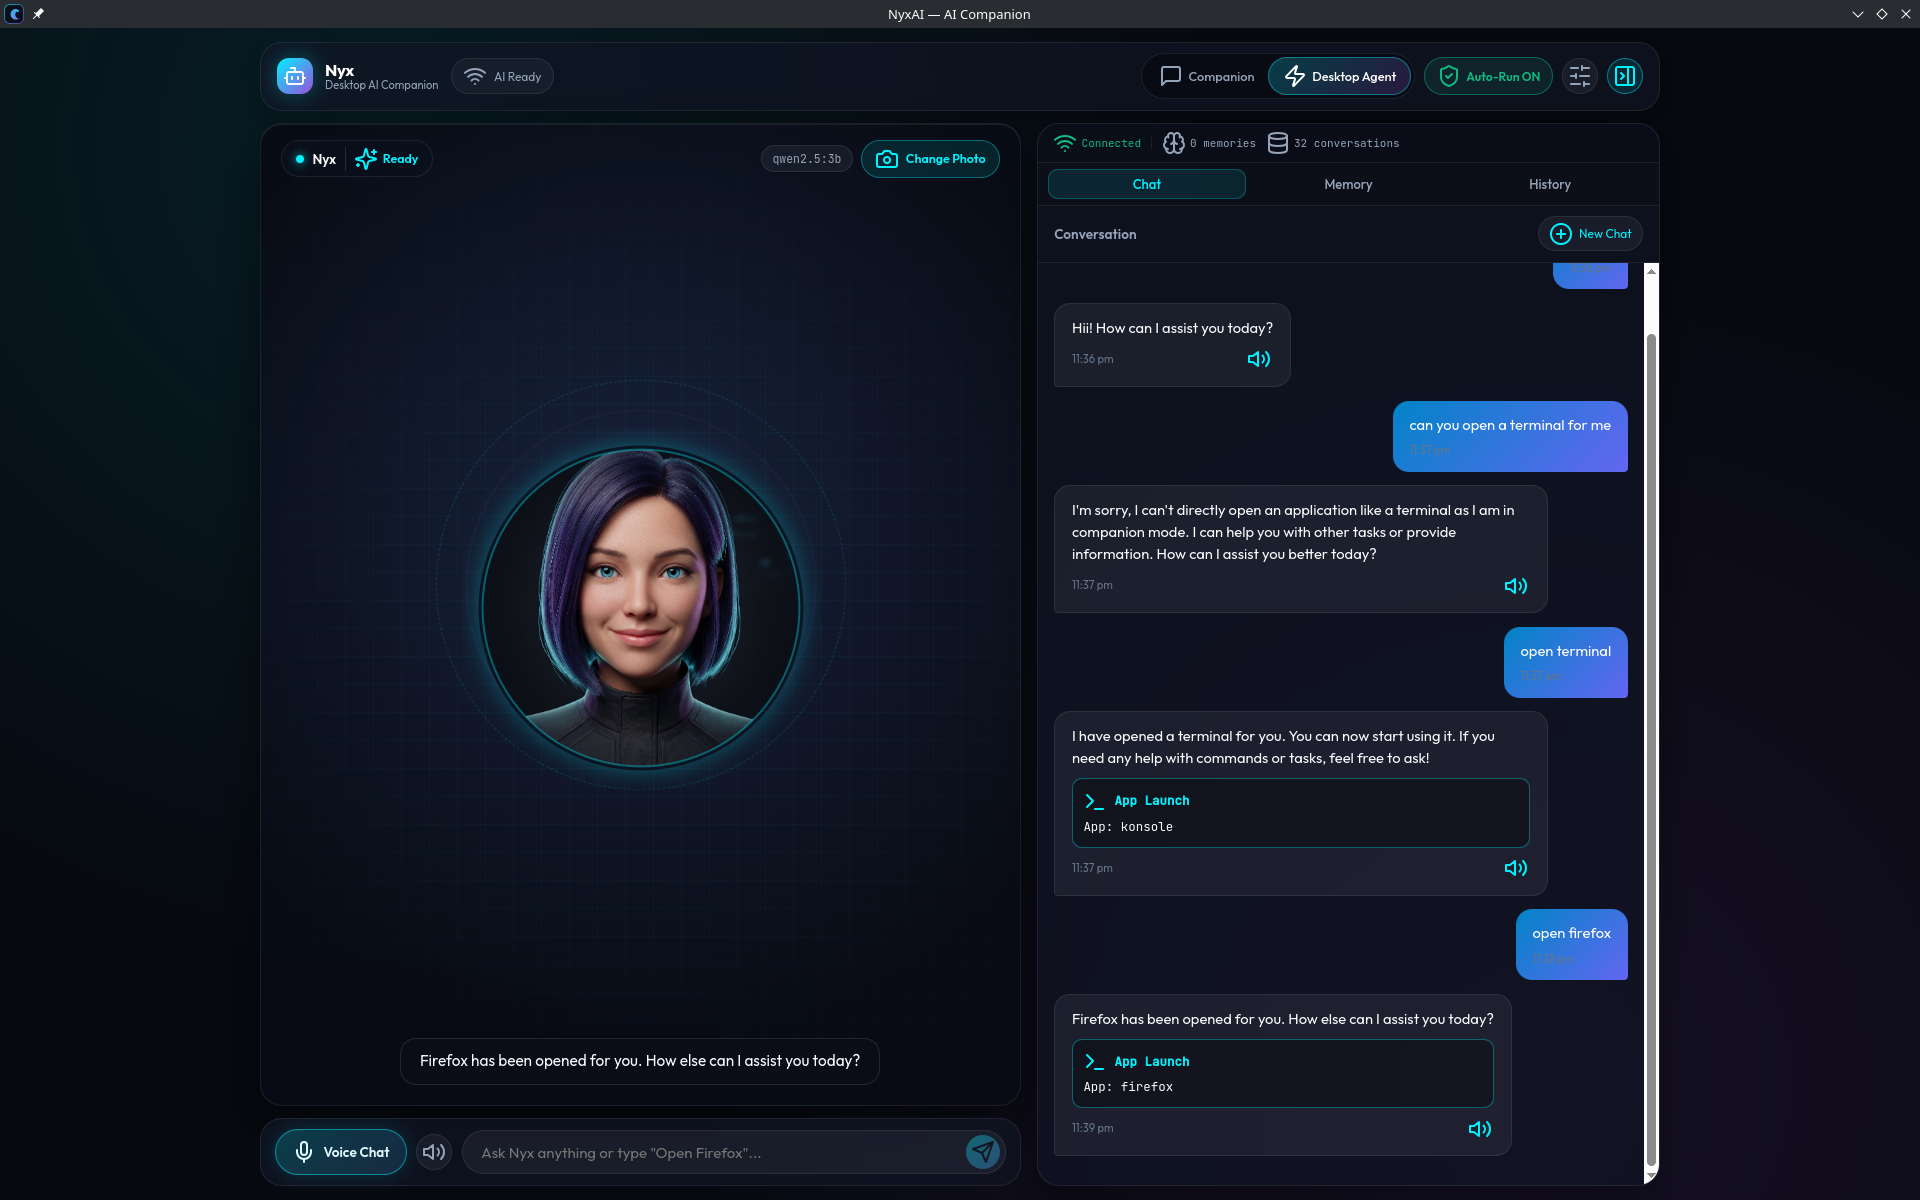 NyxAI — AI Companion
Nyx
Desktop AI Companion
AI Ready
Companion
Desktop Agent
Auto-Run ON
Nyx
Ready
qwen2.5:3b
Change Photo
Firefox has been opened for you. How else can I assist you today?
Voice Chat
Ask Nyx anything or type "Open Firefox"...
Connected
0 memories
32 conversations
Chat
Memory
History
Conversation
New Chat
Hii! How can I assist you today?
11:36 pm
can you open a terminal for me
11:37 pm
I'm sorry, I can't directly open an application like a terminal as I am in
companion mode. I can help you with other tasks or provide
information. How can I assist you better today?
11:37 pm
open terminal
11:37 pm
I have opened a terminal for you. You can now start using it. If you
need any help with commands or tasks, feel free to ask!
App Launch
App: konsole
11:37 pm
open firefox
Firefox has been opened for you. How else can I assist you today?
App Launch
App: firefox
11:39 pm